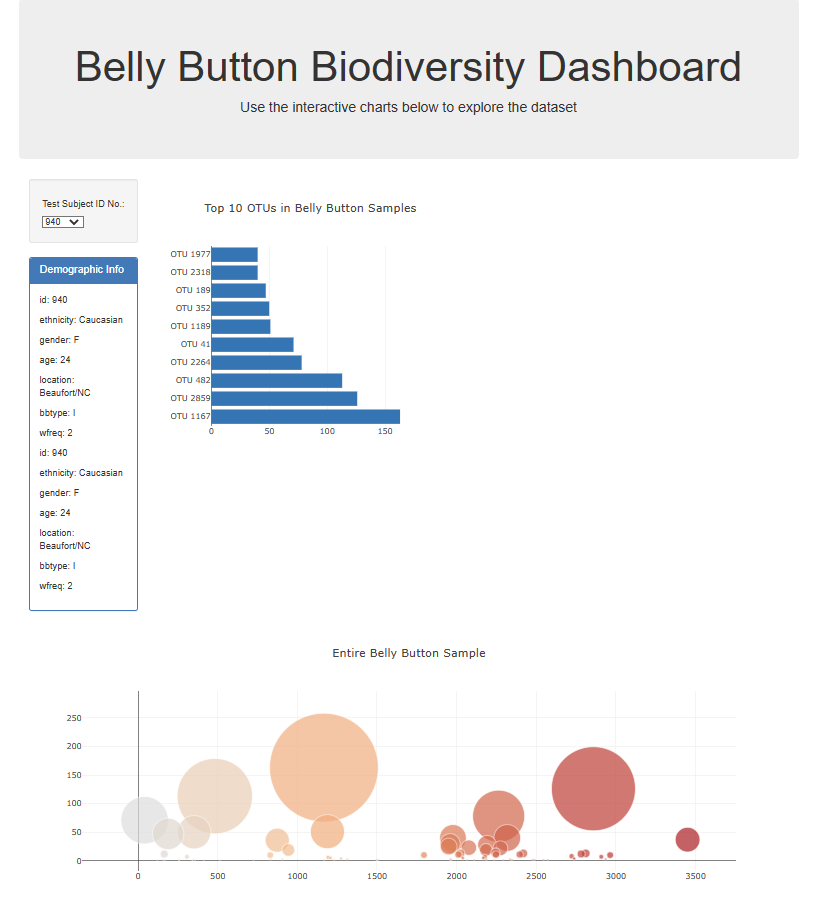 Belly Button Biodiversity Dashboard
Use the interactive charts below to explore the dataset
Test Subject ID No.:
940
Demographic Info
id: 940
ethnicity: Caucasian
gender: F
age: 24
location:
Beaufort/NC
bbtype: I
wfreq: 2
id: 940
ethnicity: Caucasian
gender: F
age: 24
location:
Beaufort/NC
bbtype: I
wfreq: 2
Top 10 OTUs in Belly Button Samples
OTU 1977
OTU 2318
OTU 189
OTU 352
OTU 1189
OTU 41
OTU 2264
OTU 482
OTU 2859
OTU 1167
0 50 100 150
Entire Belly Button Sample
250
200
150
100
50
0
0 500 1000 1500 2000 2500 3000 3500